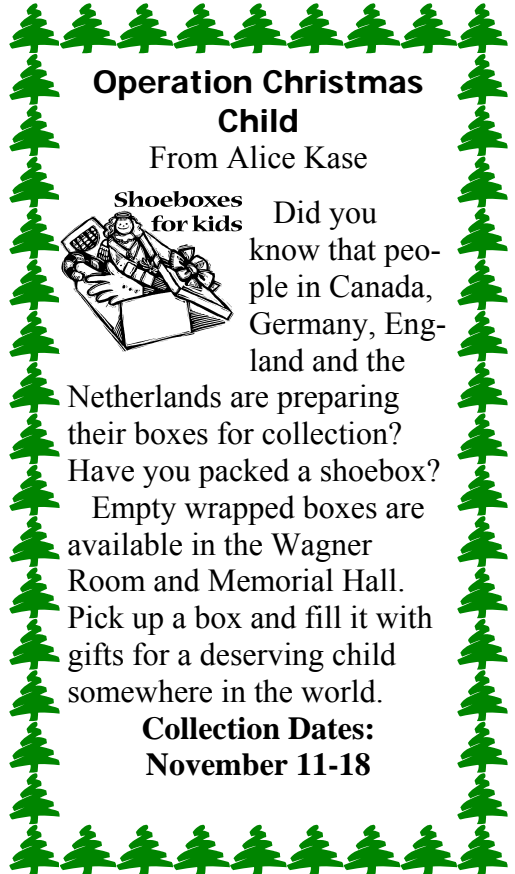 Operation Christmas
Child
From Alice Kase
Shoeboxes
for kids
Did you
know that peo-
ple in Canada,
Germany, Eng-
land and the
Netherlands are preparing
their boxes for collection?
Have you packed a shoebox?
Empty wrapped boxes are
available in the Wagner
Room and Memorial Hall.
Pick up a box and fill it with
gifts for a deserving child
somewhere in the world.
Collection Dates:
November 11-18